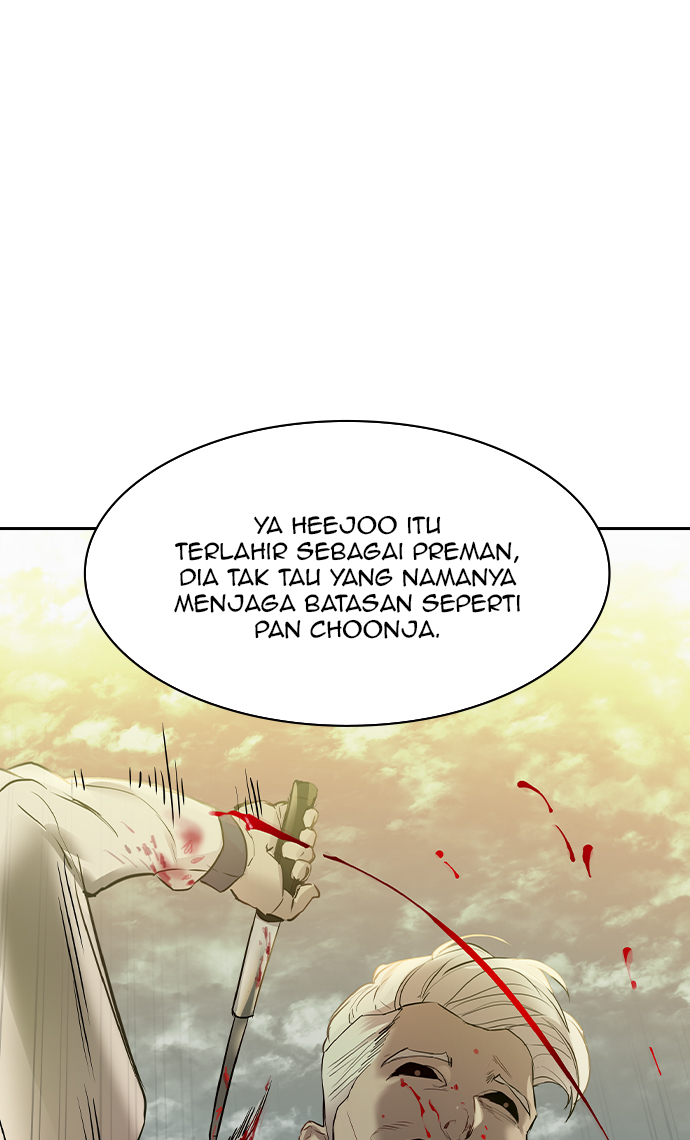 YA HEEJOO ITU
TERLAHIR SEBAGAI PREMAN,
DIA TAK TAU YANG NAMANYA
MENJAGA BATASAN SEPERTI
PAN CHOONJA.